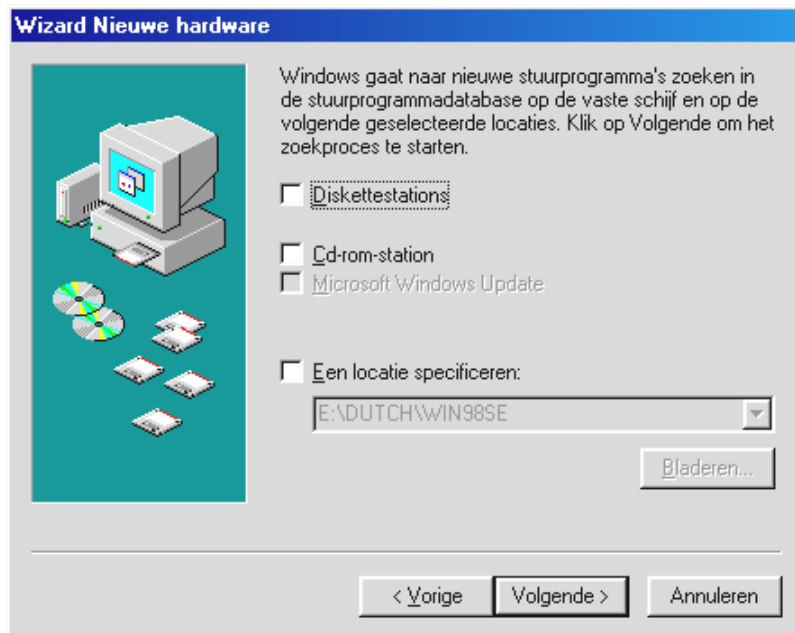 Wizard Nieuwe hardware
Windows gaat naar nieuwe stuurprogramma's zoeken in
de stuurprogrammadatabase op de vaste schijf en op de
volgende geselecteerde locaties. Klik op Volgende om het
zoekproces te starten.
Diskettestations
Cd-rom-station
Microsoft Windows Update
Een locatie specificeren:
E:\DUTCH\WIN98SE
Bladeren...
< Vorige
Volgende >
Annuleren